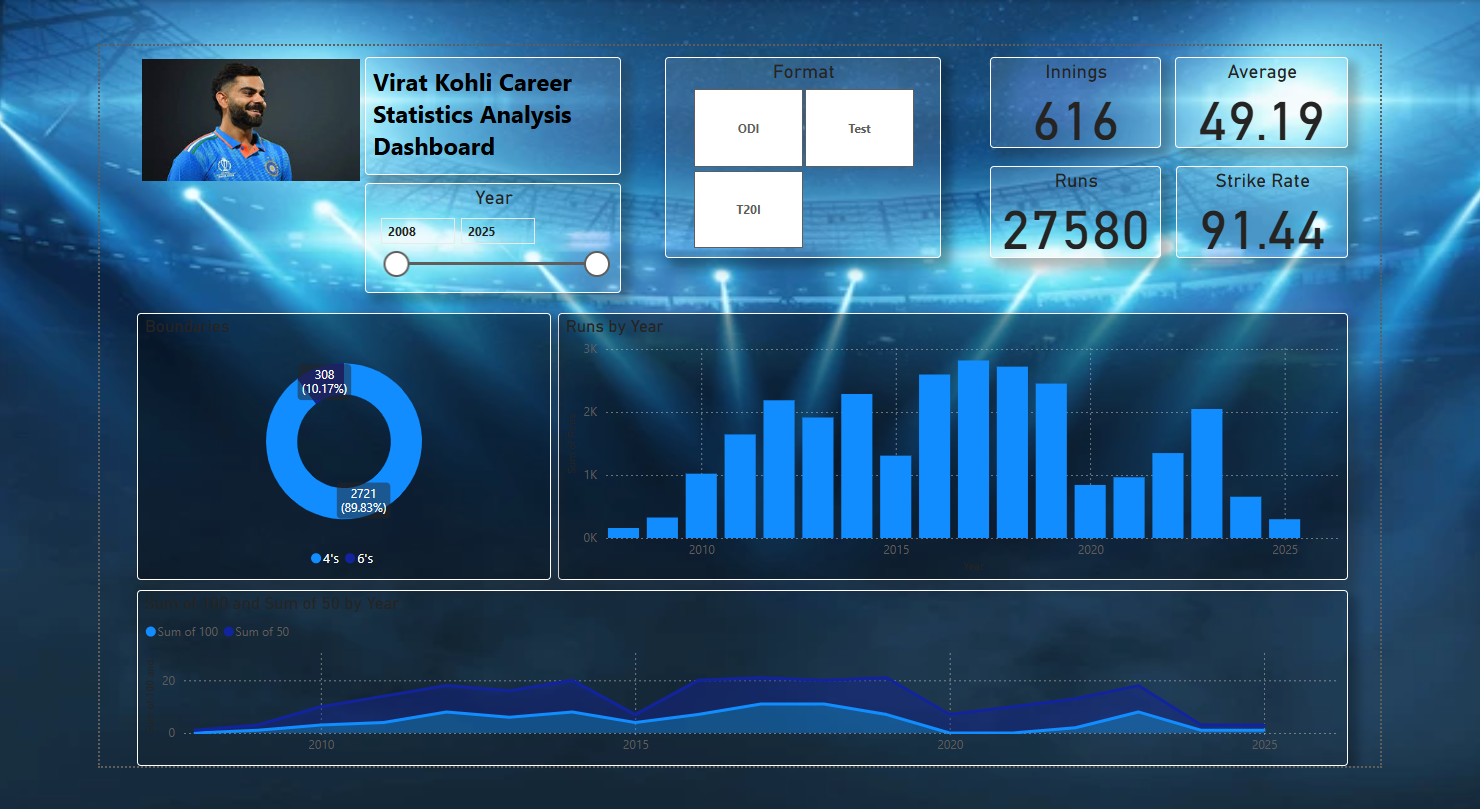 Virat Kohli Career
Statistics Analysis
Dashboard
Year
2008
2025
Format
ODI
Test
T20I
Innings
616
Average
49.19
Runs
27580
Strike Rate
91.44
Boundaries
308
(10.17%)
2721
(89.83%)
4's
6's
Runs by Year
3K
2K
1K
0K
2010
2015
2020
2025
Sum of 100 and Sum of 50 by Year
Sum of 100
Sum of 50
20
0
2010
2015
2020
2025